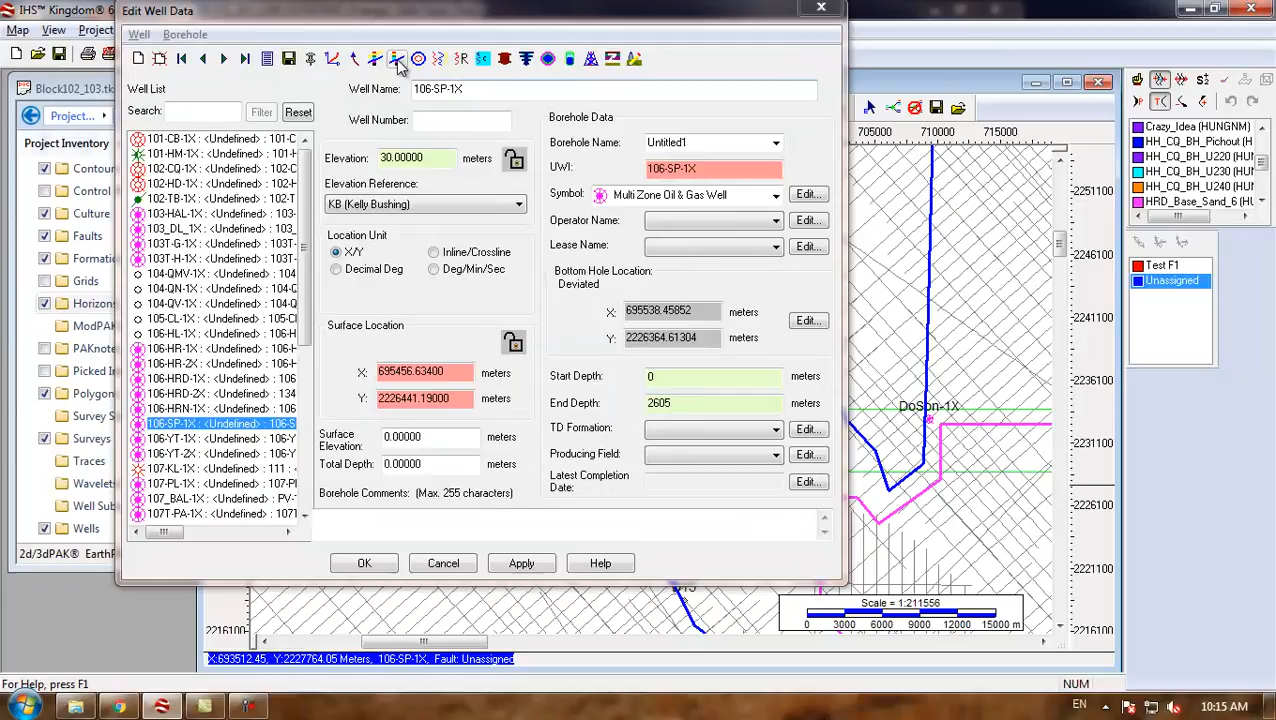 IHS™ Kingdom® 6
Edit Well Data
Map
View
Project
Well
Borehole
Block102_103.tk
Project...
Project Inventory
Contou
Control
Culture
Faults
Formati
Grids
Horizon
ModPAK
PAKnote
Picked In
Polygon
Survey S
Surveys
Traces
Wavelet
Well Sub
Wells
2d/3dPAK
EarthP
Well List
Search:
Filter
Reset
101-CB-1X : <Undefined> : 101-C
101-HM-1X : <Undefined> : 101-H
102-CQ-1X : <Undefined> : 102-C
102-HD-1X : <Undefined> : 102-H
102-TB-1X : <Undefined> : 102-T
103-HAL-1X : <Undefined> : 103-
103_DL_1X : <Undefined> : 103-
103T-G-1X : <Undefined> : 103-
103T-H-1X : <Undefined> : 103-
104-QMV-1X : <Undefined> : 104
104-QN-1X : <Undefined> : 104-Q
104-QV-1X : <Undefined> : 104-Q
105-CL-1X : <Undefined> : 105-C
106-HL-1X : <Undefined> : 106-H
106-HR-1X : <Undefined> : 106-H
106-HR-2X : <Undefined> : 106-H
106-HRD-1X : <Undefined> : 106
106-HRD-2X : <Undefined> : 134
106-HRN-1X : <Undefined> : 106
106-SP-1X : <Undefined> : 106-S
106-YT-1X : <Undefined> : 106-Y
106-YT-2X : <Undefined> : 106-Y
107-KL-1X : <Undefined> : 111 :
107-PL-1X : <Undefined> : 107-P
107_BAL-1X : <Undefined> : PV-
107T-PA-1X : <Undefined> : 107T
Well Name: 106-SP-1X
Well Number:
Elevation: 30.00000 meters
Elevation Reference:
KB (Kelly Bushing)
Location Unit
X/Y
Inline/Crossline
Decimal Deg
Deg/Min/Sec
Surface Location
X: 695456.63400 meters
Y: 2226441.19000 meters
Surface Elevation: 0.00000 meters
Total Depth: 0.00000 meters
Borehole Comments: (Max. 255 characters)
Borehole Data
Borehole Name: Untitled1
UWI: 106-SP-1X
Symbol: Multi Zone Oil & Gas Well Edit...
Operator Name: Edit...
Lease Name: Edit...
Bottom Hole Location:
Deviated
X: 695538.45852 meters
Edit...
Y: 2226364.61304 meters
Start Depth: 0 meters
End Depth: 2605 meters
TD Formation: Edit...
Producing Field: Edit...
Latest Completion Date: Edit...
OK
Cancel
Apply
Help
705000
710000
715000
2251100
2246100
2241100
2236100
2231100
2226100
2221100
2216100
2216100
DoSon-1X
Scale = 1:211556
0 3000 6000 9000 12000 15000 m
Crazy_Idea (HUNGNM)
HH_CQ_BH_Pichout (
HH_CQ_BH_U220 (HU
HH_CQ_BH_U230 (HU
HH_CQ_BH_U240 (HU
HRD_Base_Sand_6 (HU
Test F1
Unassigned
X:693512.45, Y:2227764.05 Meters, 106-SP-1X, Fault: Unassigned
For Help, press F1
NUM
EN
10:15 AM